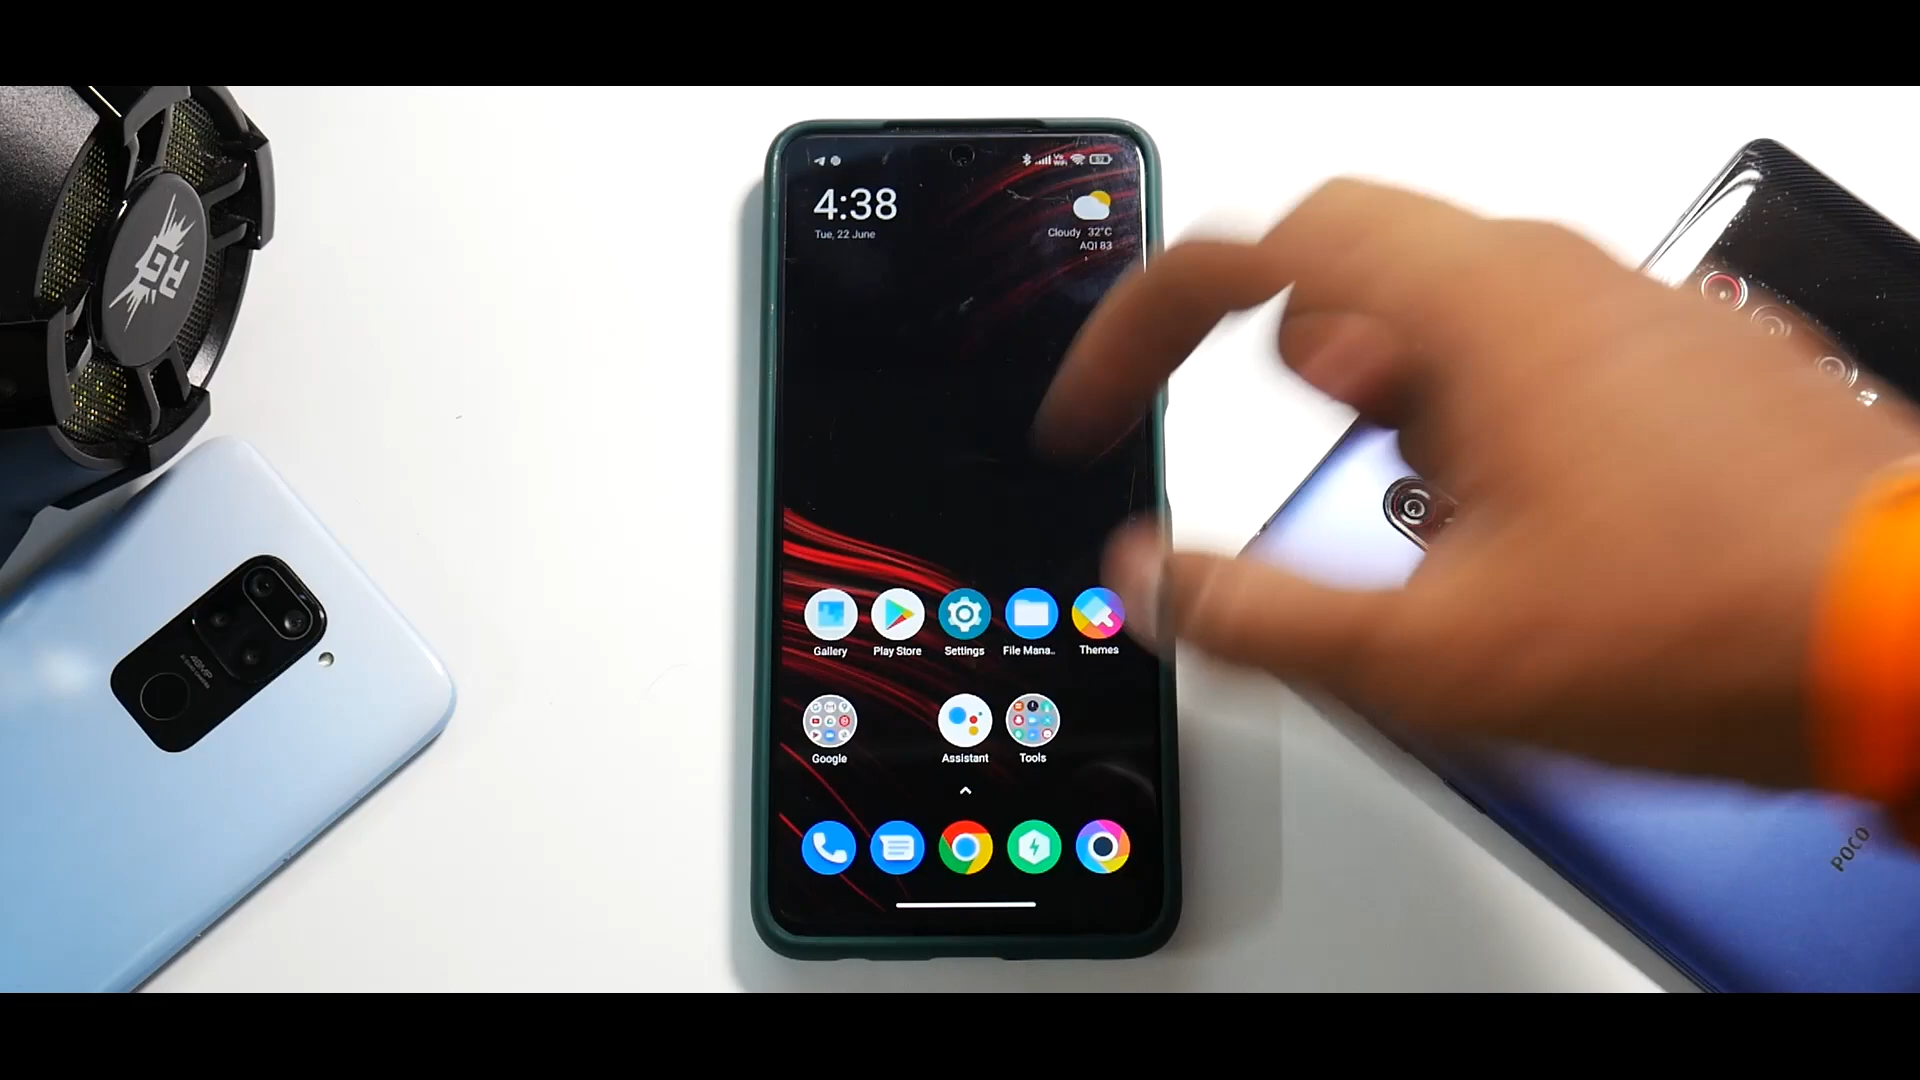 4:38
Tue, 22 June
Cloudy 32°C
AQI 83
Gallery
Play Store
Settings
File Mana..
Themes
Google
Assistant
Tools
48MP
POCO